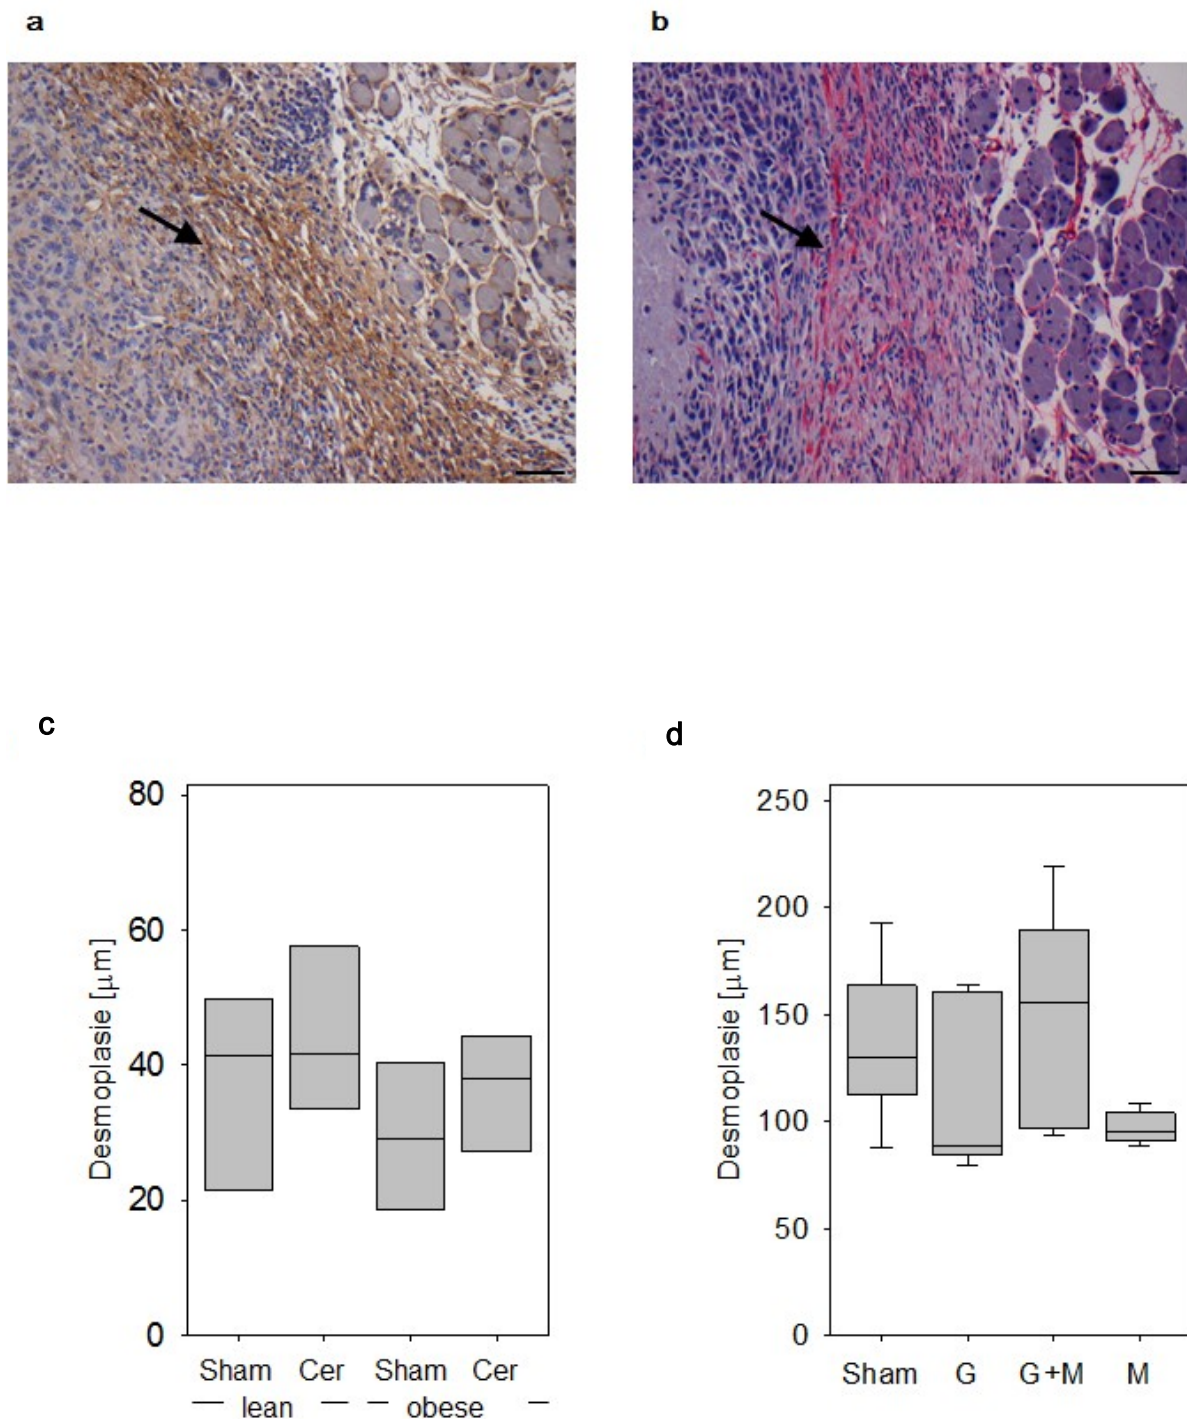 a
b
c
d
80
60
40
20
0
Desmoplasie [μm]
Sham Cer Sham Cer
lean obese
250
200
150
100
50
0
Desmoplasie [μm]
Sham G G+M M